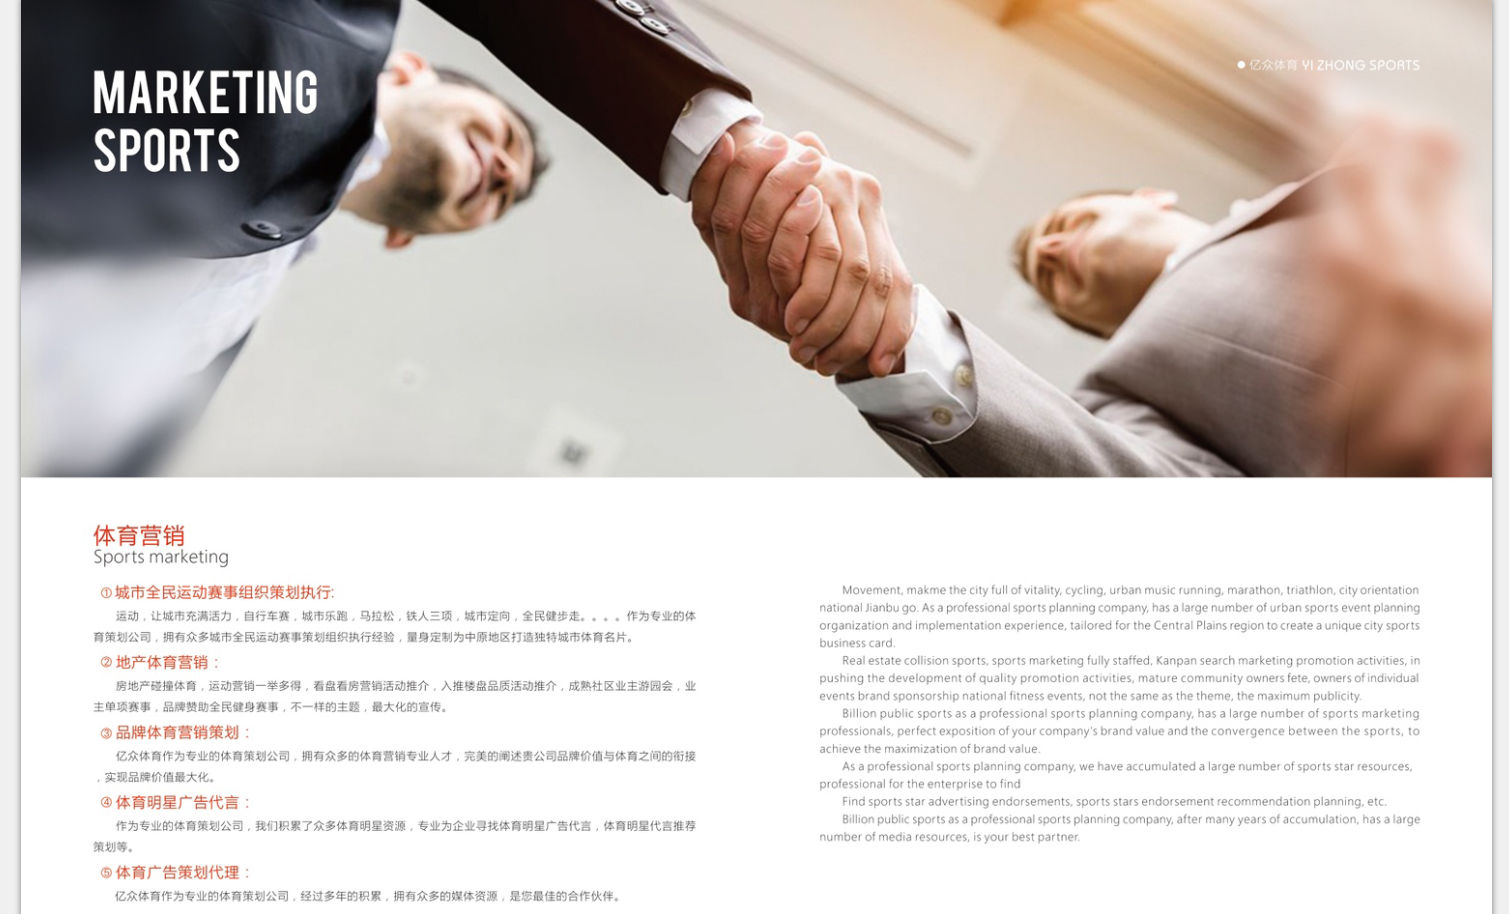 MARKETING
SPORTS
亿众体育 YI ZHONG SPORTS
体育营销
Sports marketing
①城市全民运动赛事组织策划执行:
运动，让城市充满活力，自行车赛，城市乐跑，马拉松，铁人三项，城市定向，全民健步走。。。。作为专业的体
育策划公司，拥有众多城市全民运动赛事策划组织执行经验，量身定制为中原地区打造独特城市体育名片。
②地产体育营销：
房地产碰撞体育，运动营销一举多得，看盘看房营销活动推介，入推楼盘品质活动推介，成熟社区业主游园会，业
主单项赛事，品牌赞助全民健身赛事，不一样的主题，最大化的宣传。
③品牌体育营销策划：
亿众体育作为专业的体育策划公司，拥有众多的体育营销专业人才，完美的阐述贵公司品牌价值与体育之间的衔接
，实现品牌价值最大化。
④体育明星广告代言：
作为专业的体育策划公司，我们积累了众多体育明星资源，专业为企业寻找体育明星广告代言，体育明星代言推荐
策划等。
⑤体育广告策划代理：
亿众体育作为专业的体育策划公司，经过多年的积累，拥有众多的媒体资源，是您最佳的合作伙伴。
Movement, makme the city full of vitality, cycling, urban music running, marathon, triathlon, city orientation
national Jianbu go. As a professional sports planning company, has a large number of urban sports event planning
organization and implementation experience, tailored for the Central Plains region to create a unique city sports
business card.
Real estate collision sports, sports marketing fully staffed, Kanpan search marketing promotion activities, in
pushing the development of quality promotion activities, mature community owners fete, owners of individual
events brand sponsorship national fitness events, not the same as the theme, the maximum publicity.
Billion public sports as a professional sports planning company, has a large number of sports marketing
professionals, perfect exposition of your company's brand value and the convergence between the sports, to
achieve the maximization of brand value.
As a professional sports planning company, we have accumulated a large number of sports star resources,
professional for the enterprise to find
Find sports star advertising endorsements, sports stars endorsement recommendation planning, etc.
Billion public sports as a professional sports planning company, after many years of accumulation, has a large
number of media resources, is your best partner.